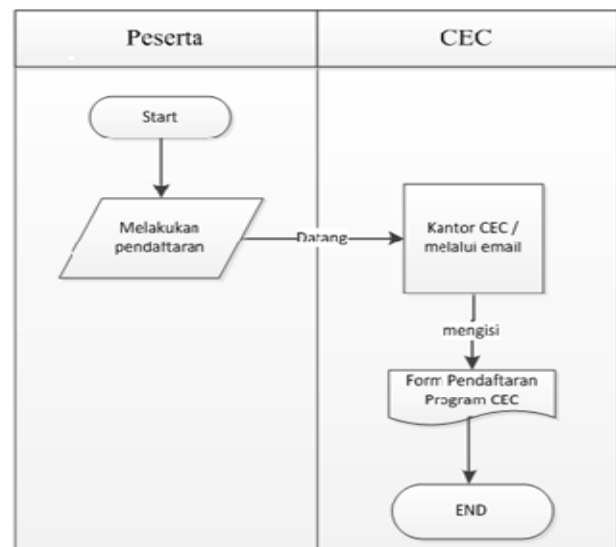 Peserta
CEC
Start
Melakukan
pendaftaran
Datang
Kantor CEC /
melalui email
mengisi
Form Pendaftaran
Program CEC
END